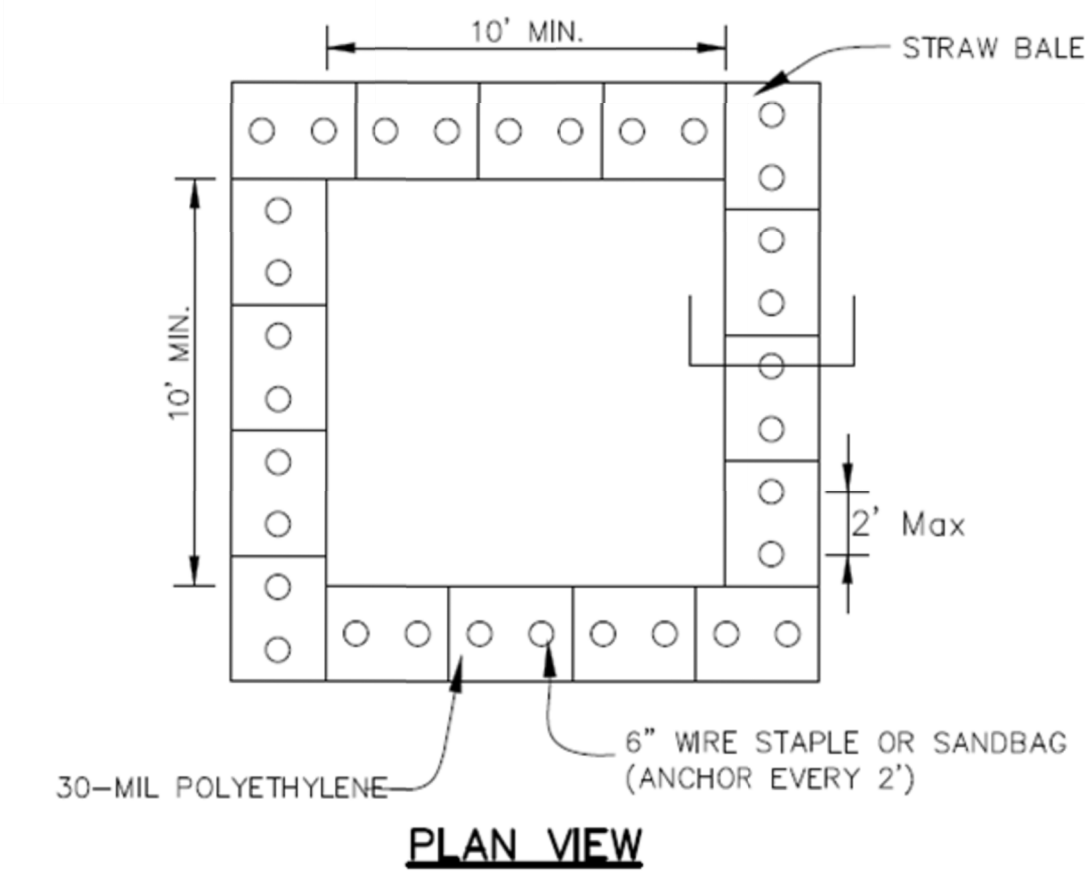 10' MIN.
STRAW BALE
10' MIN.
2' Max
6" WIRE STAPLE OR SANDBAG
(ANCHOR EVERY 2')
30-MIL POLYETHYLENE
PLAN VIEW